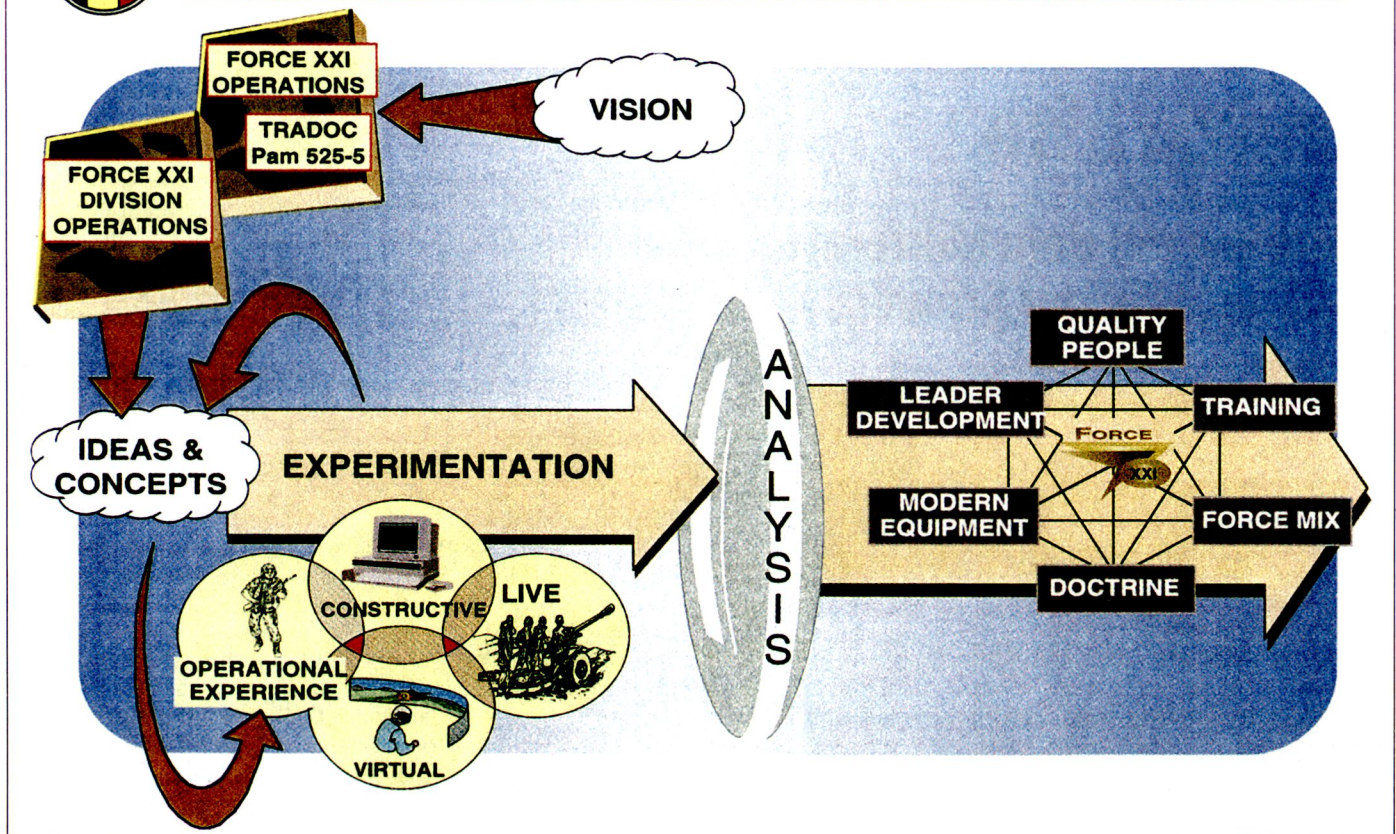 FORCE XXI
OPERATIONS
TRADOC
Pam 525-5
VISION
FORCE XXI
DIVISION
OPERATIONS
IDEAS &
CONCEPTS
EXPERIMENTATION
CONSTRUCTIVE
LIVE
OPERATIONAL
EXPERIENCE
VIRTUAL
ANALYSIS
QUALITY
PEOPLE
LEADER
DEVELOPMENT
TRAINING
FORCE
XXI
MODERN
EQUIPMENT
FORCE MIX
DOCTRINE